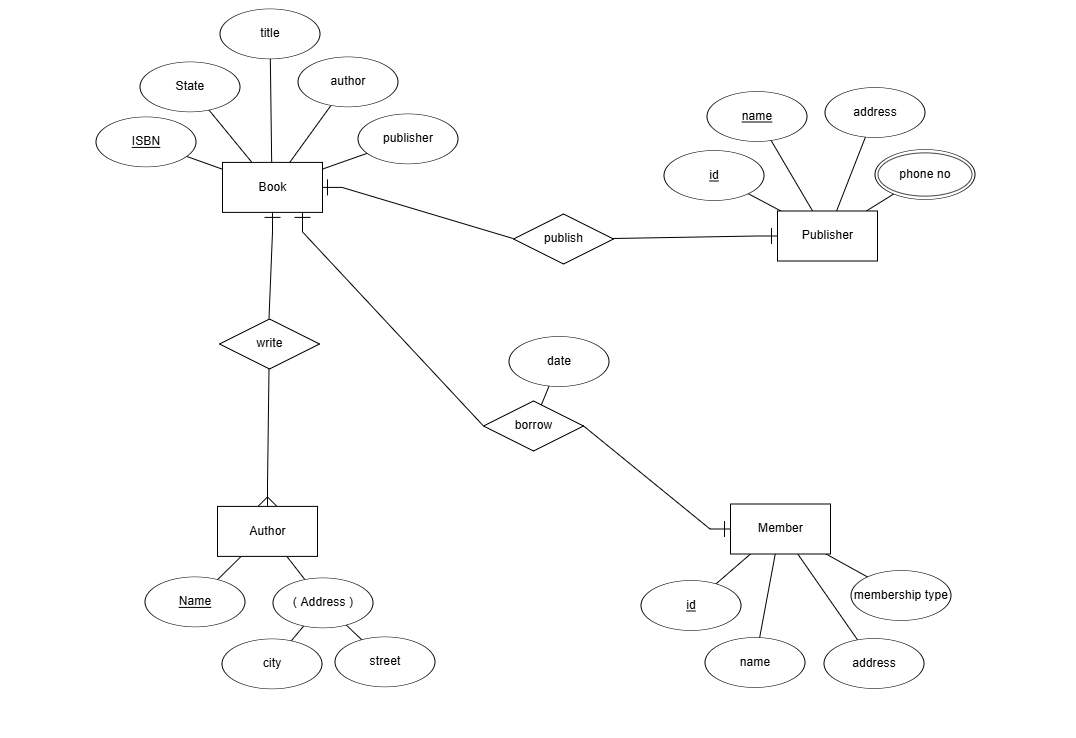 title
State
author
ISBN
publisher
Book
name
address
id
phone no
Publisher
publish
write
date
borrow
Author
Name
( Address )
city
street
Member
id
membership type
name
address